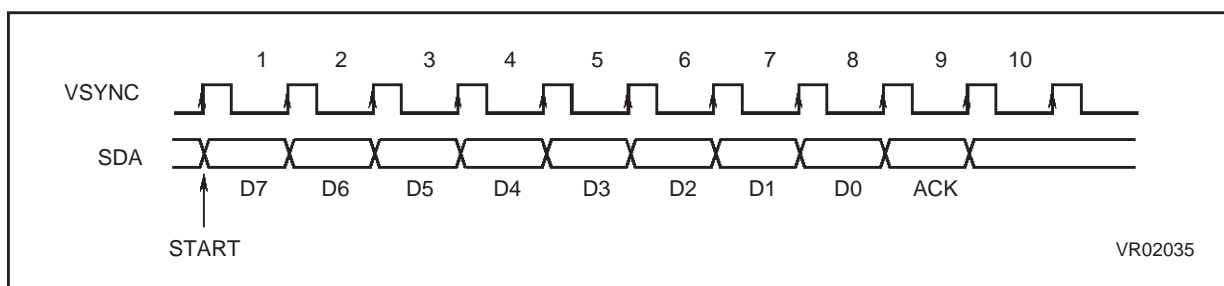 1 2 3 4 5 6 7 8 9 10
VSYNC
SDA
D7 D6 D5 D4 D3 D2 D1 D0 ACK
START
VR02035